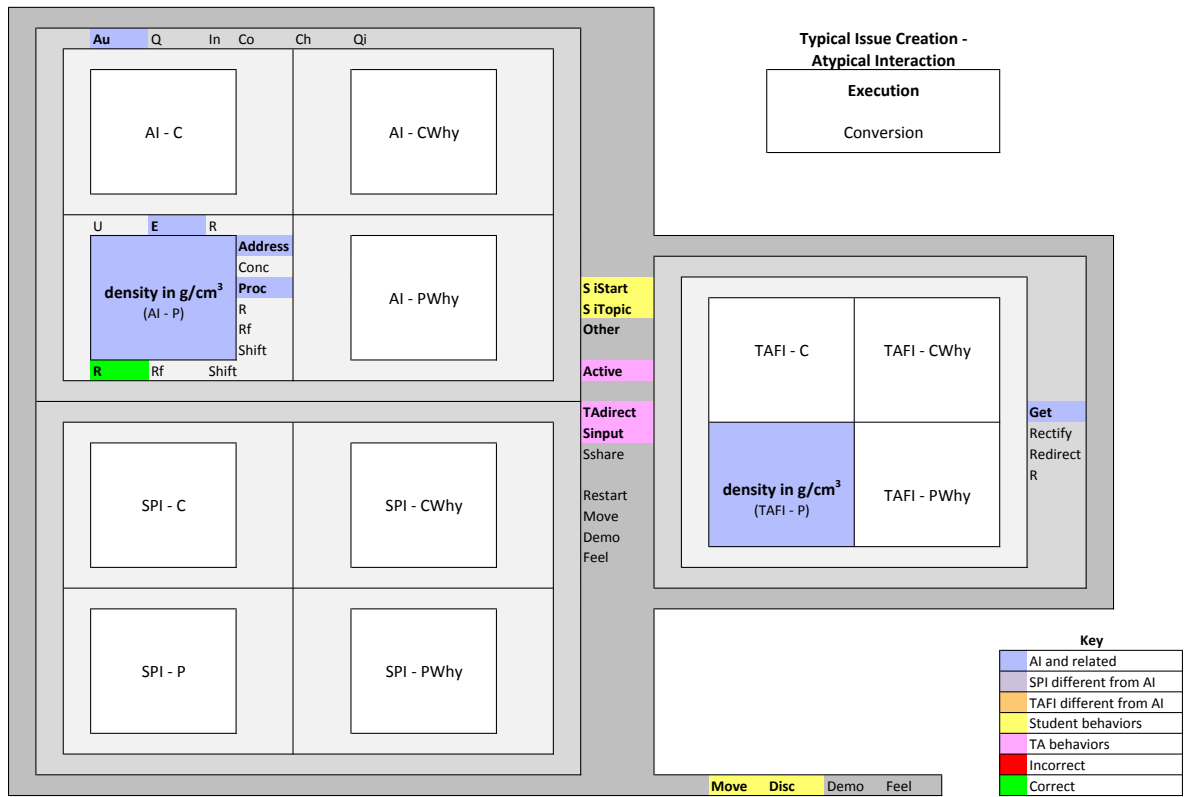 Typical Issue Creation -
Atypical Interaction
Execution
Conversion
Au Q In Co Ch Qi
AI - C
AI - CWhy
U E R
density in g/cm³
(AI - P)
Address
Conc
Proc
R
Rf
Shift
R Rf Shift
AI - PWhy
SPI - C
SPI - CWhy
SPI - P
SPI - PWhy
S iStart
S iTopic
Other
Active
TAdirect
Sinput
Sshare
Restart
Move
Demo
Feel
TAFI - C
TAFI - CWhy
density in g/cm³
(TAFI - P)
TAFI - PWhy
Get
Rectify
Redirect
R
Move Disc Demo Feel
Key
AI and related
SPI different from AI
TAFI different from AI
Student behaviors
TA behaviors
Incorrect
Correct